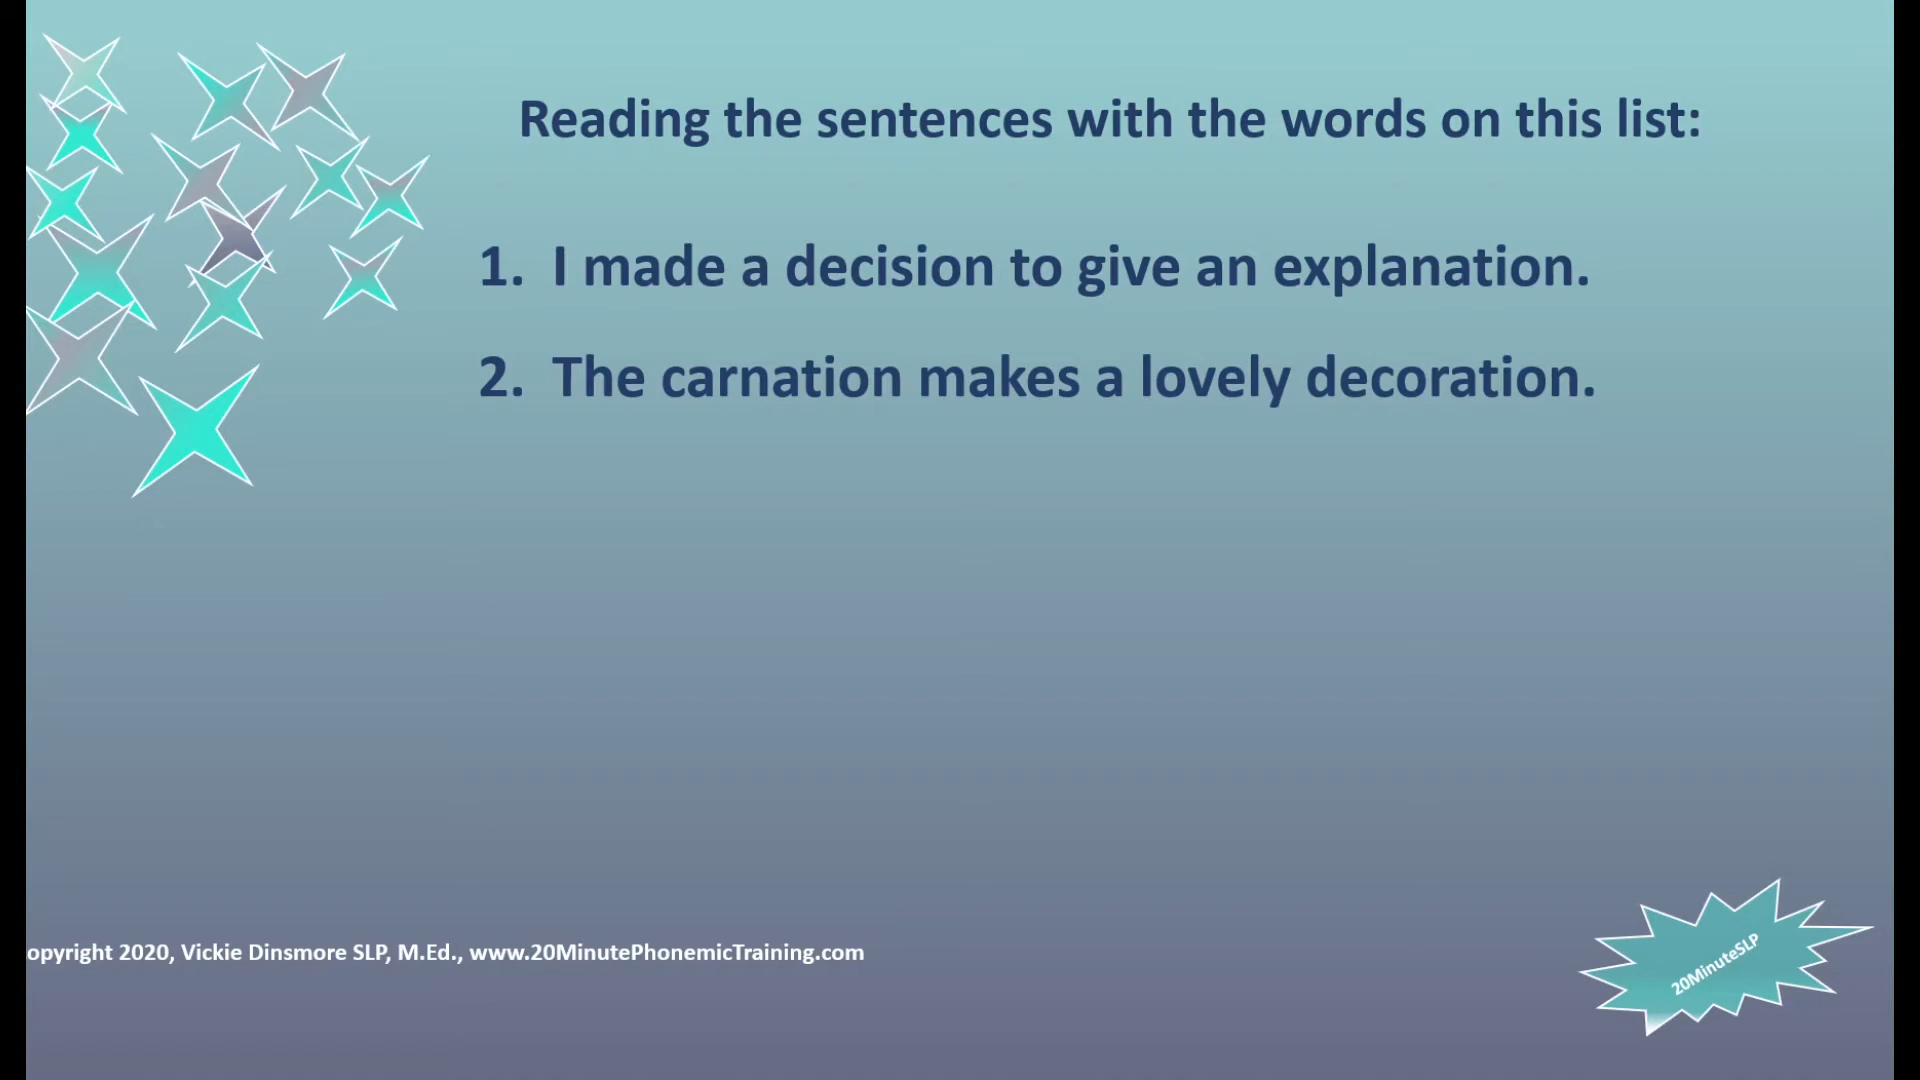 Reading the sentences with the words on this list:
1. I made a decision to give an explanation.
2. The carnation makes a lovely decoration.
opyright 2020, Vickie Dinsmore SLP, M.Ed., www.20MinutePhonemicTraining.com
20MinuteSLP